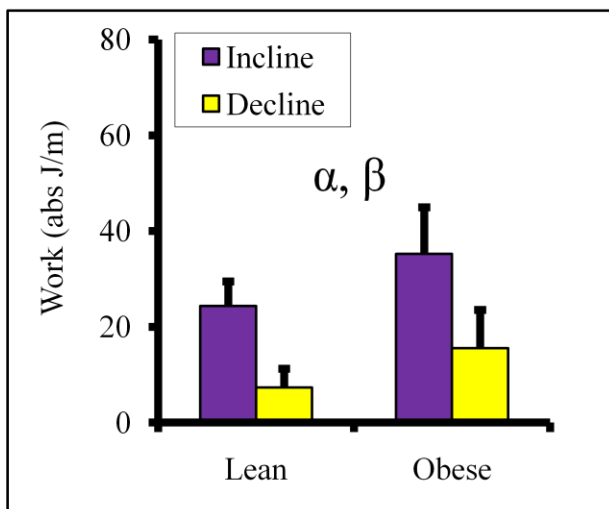 80
60
40
20
0
Work (abs J/m)
Incline
Decline
α, β
Lean
Obese